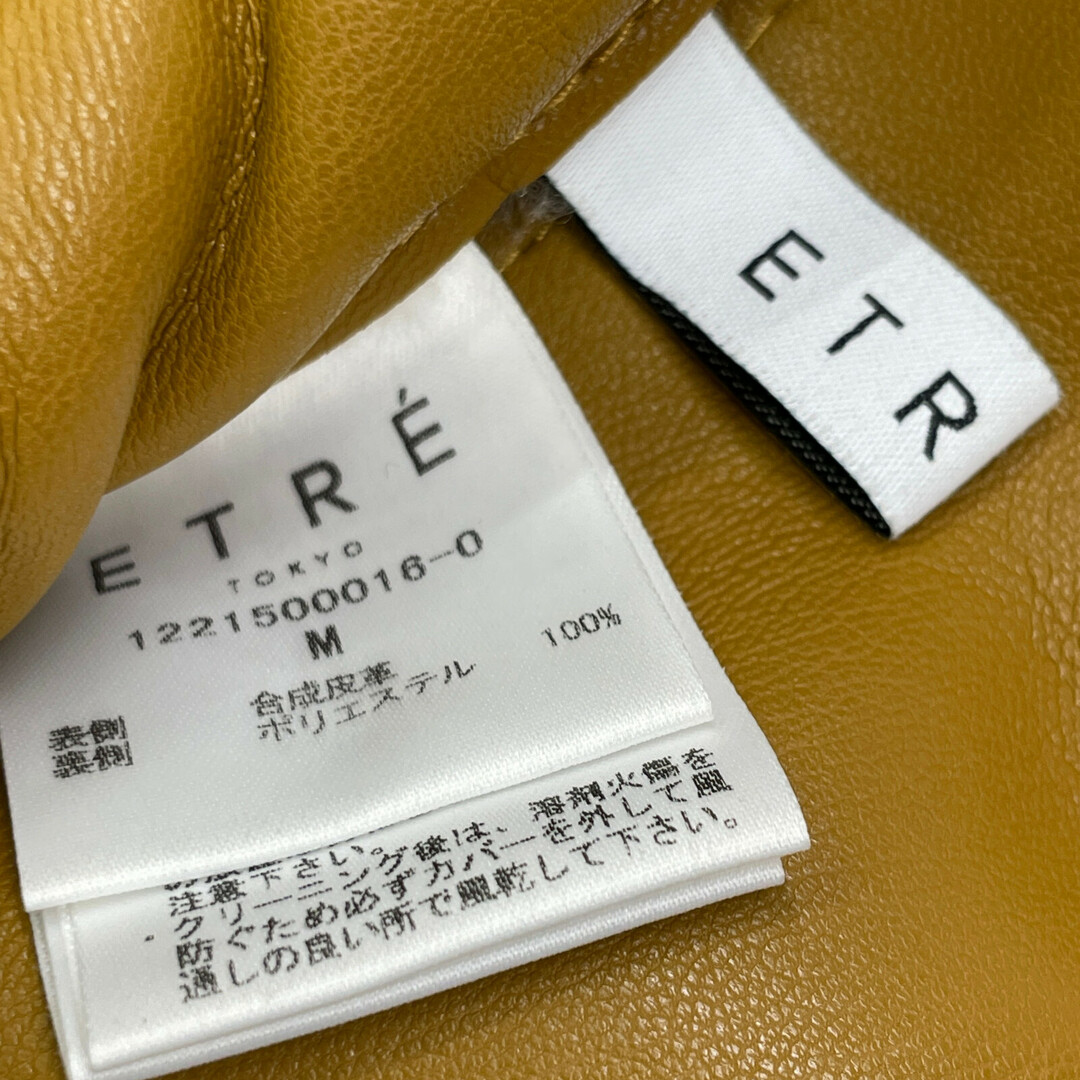 ETR
ETRÉ
TOKYO
1221500016-0
M
表側 合成皮革
裏側 ポリエステル 100%
注意下さい。
クリーニング後は、溶剤火傷を
防ぐため必ずカバーを外して風
通しの良い所で風乾して下さい。